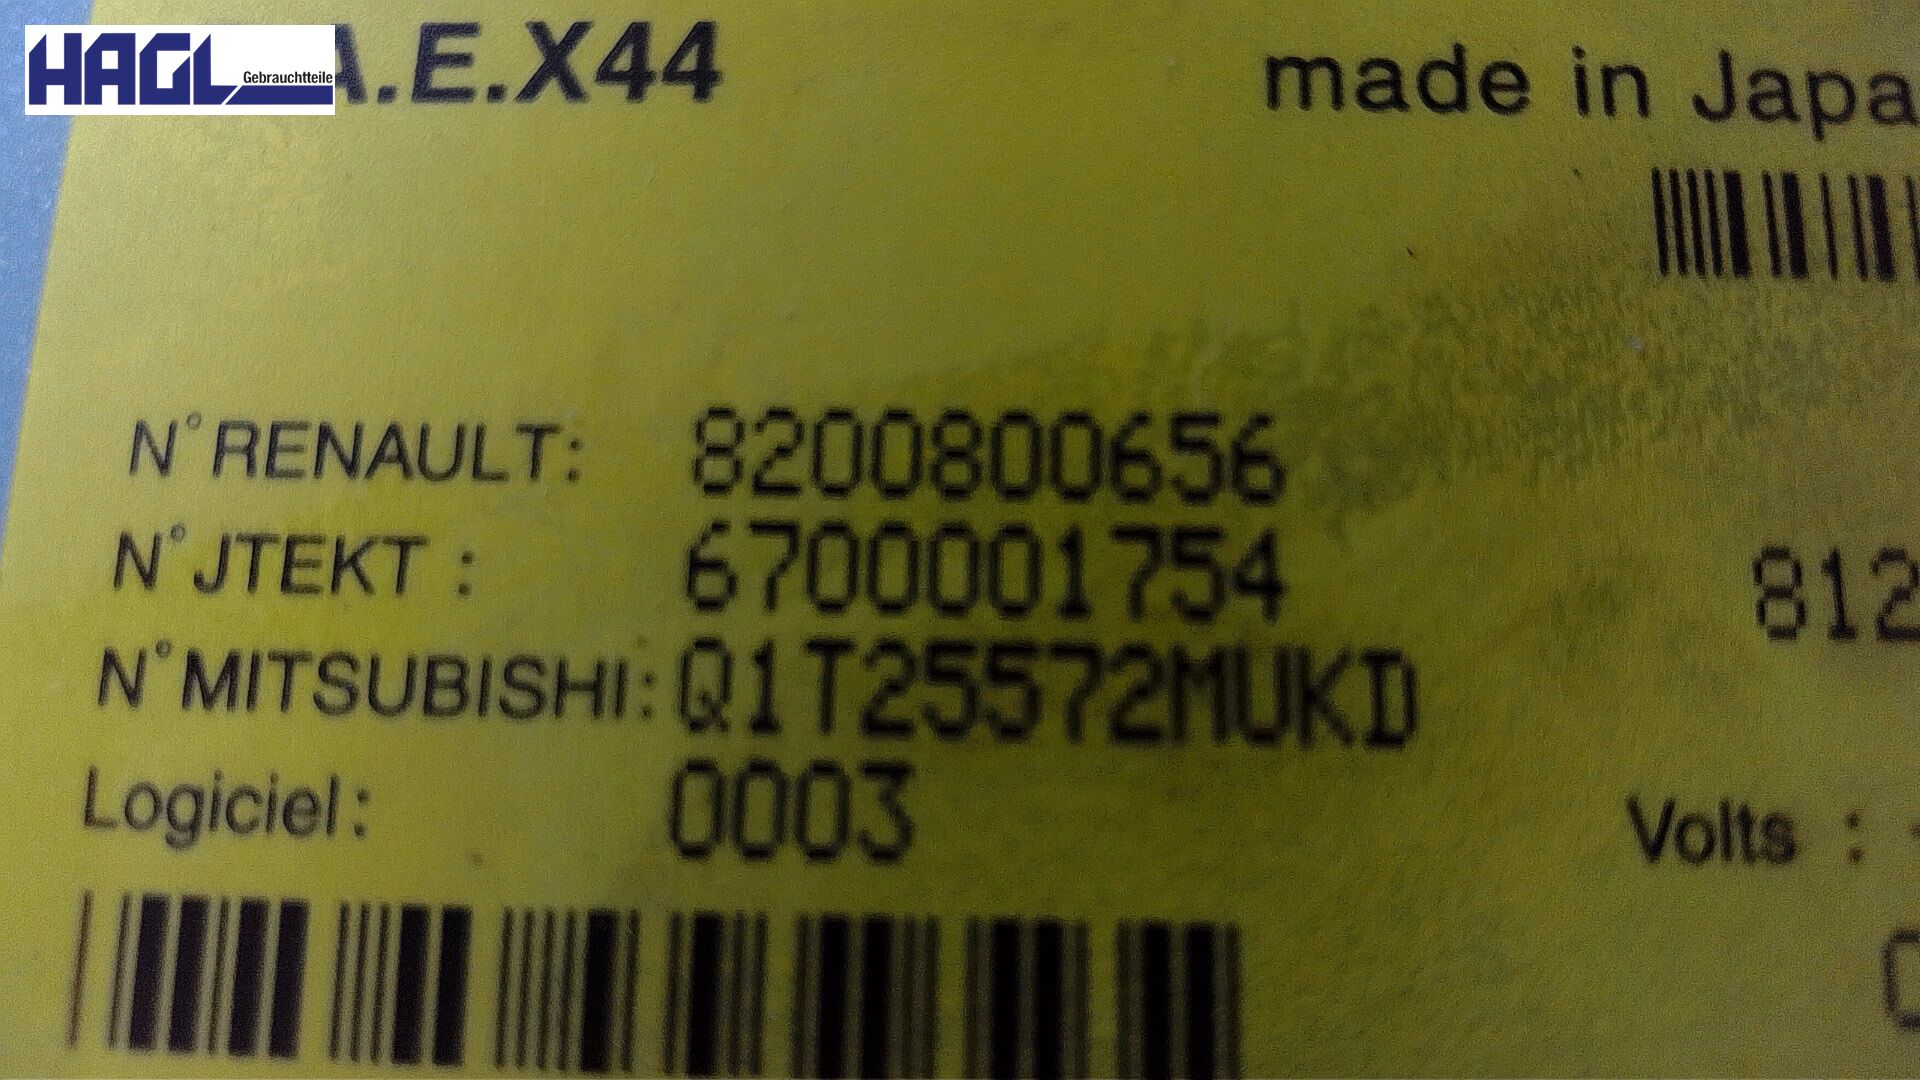 HAGL Gebrauchtteile
A.E.X44
made in Japa
N° RENAULT: 8200800656
N° JTEKT : 6700001754
812
N° MITSUBISHI: Q1T25572MUKD
Logiciel: 0003
Volts :